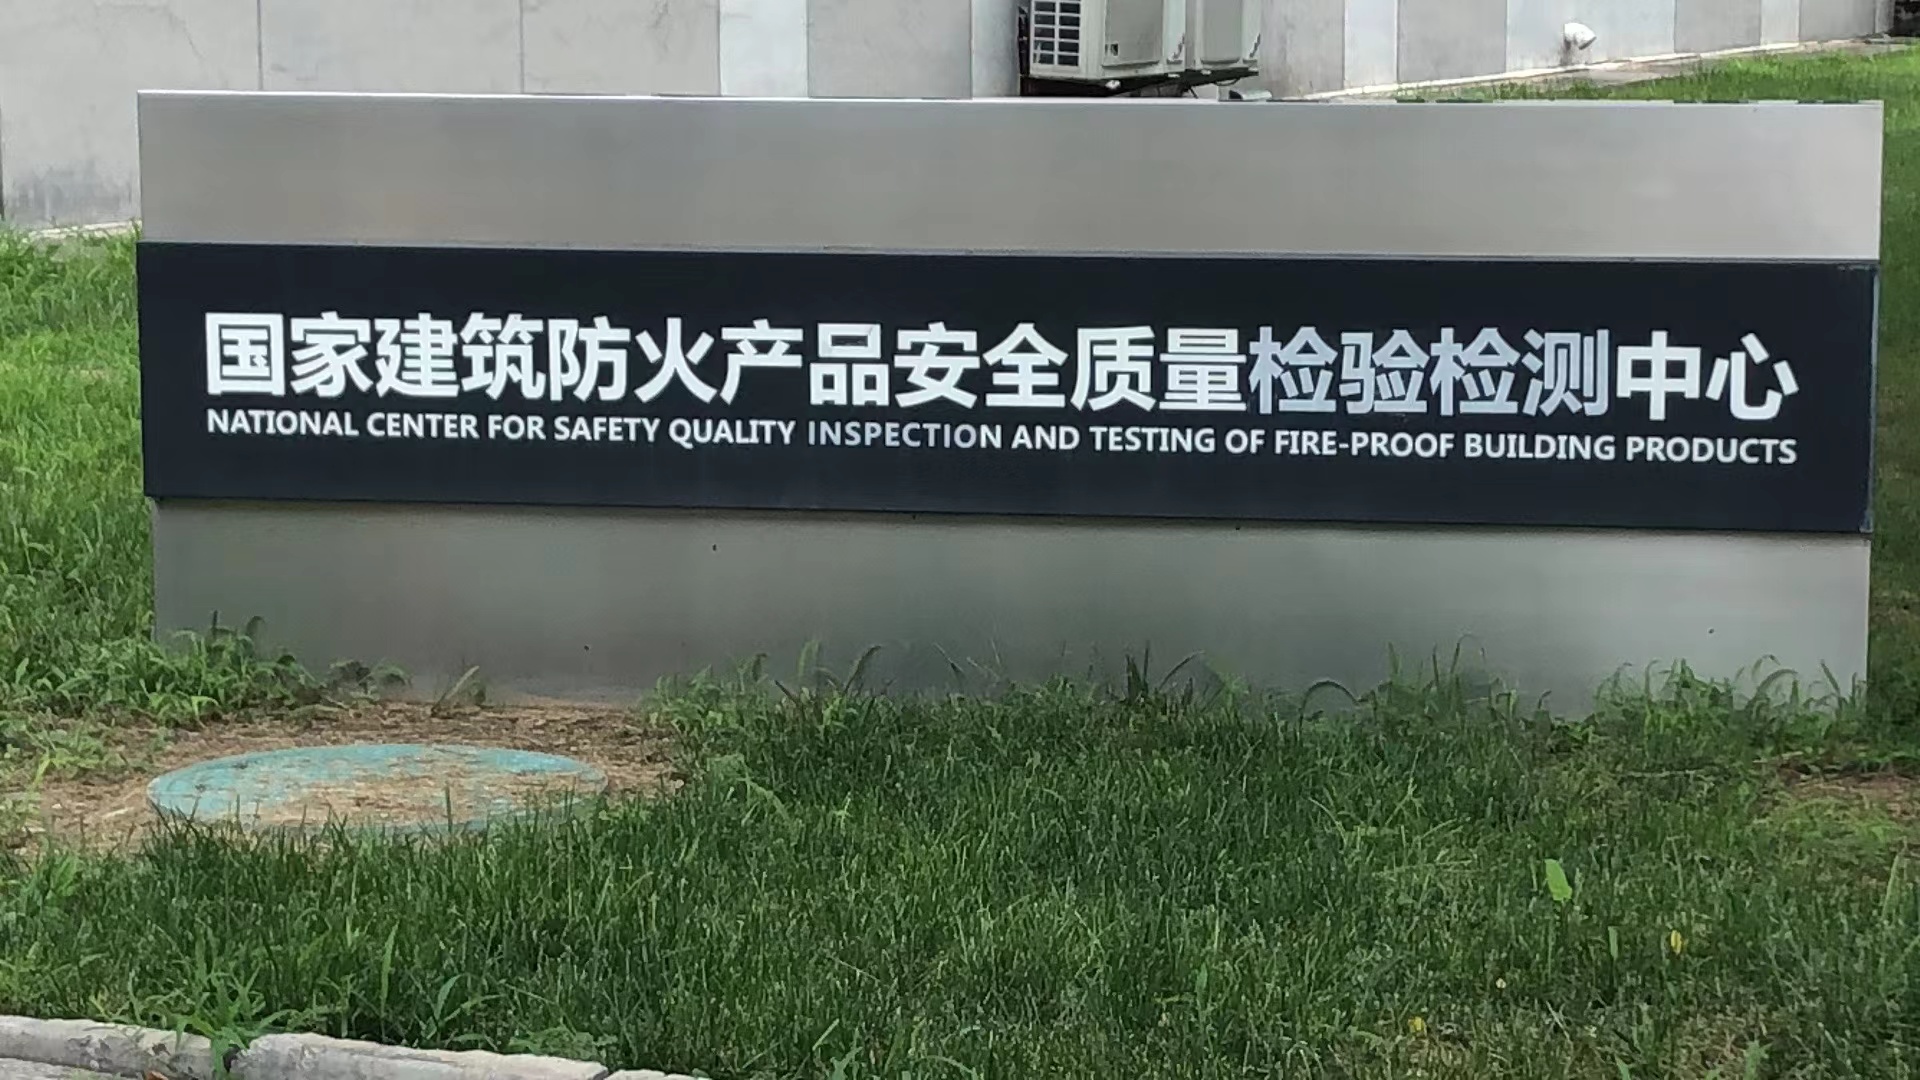 国家建筑防火产品安全质量检验检测中心
NATIONAL CENTER FOR SAFETY QUALITY INSPECTION AND TESTING OF FIRE-PROOF BUILDING PRODUCTS